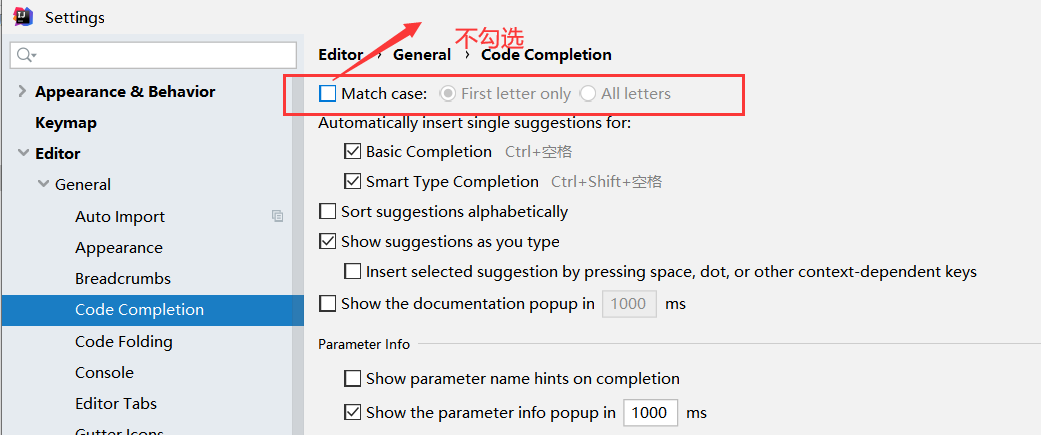 Settings
不勾选
Editor › General › Code Completion
Match case: First letter only All letters
Automatically insert single suggestions for:
Basic Completion Ctrl+空格
Smart Type Completion Ctrl+Shift+空格
Sort suggestions alphabetically
Show suggestions as you type
Insert selected suggestion by pressing space, dot, or other context-dependent keys
Show the documentation popup in 1000 ms
Parameter Info
Show parameter name hints on completion
Show the parameter info popup in 1000 ms
Appearance & Behavior
Keymap
Editor
General
Auto Import
Appearance
Breadcrumbs
Code Completion
Code Folding
Console
Editor Tabs
Gutter Icons